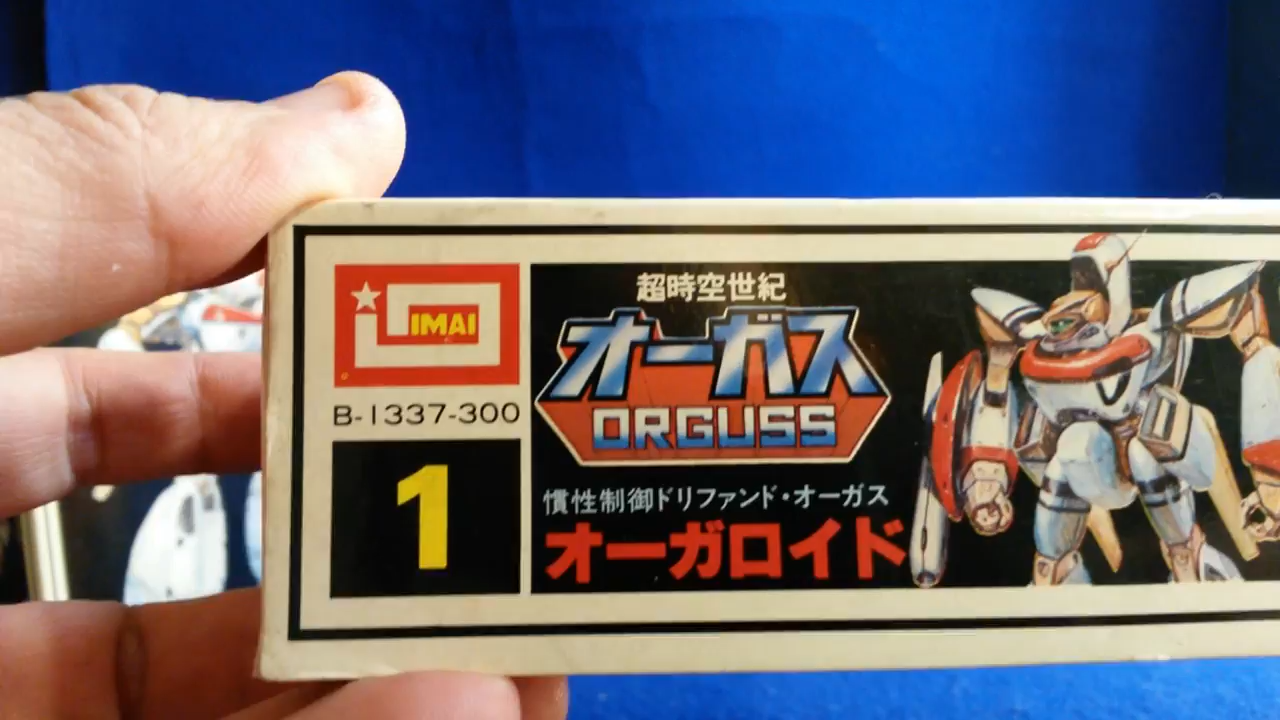 IMAI
B-1337-300
1
超時空世紀
オーガス
ORGUSS
慣性制御ドリファンド・オーガス
オーガロイド